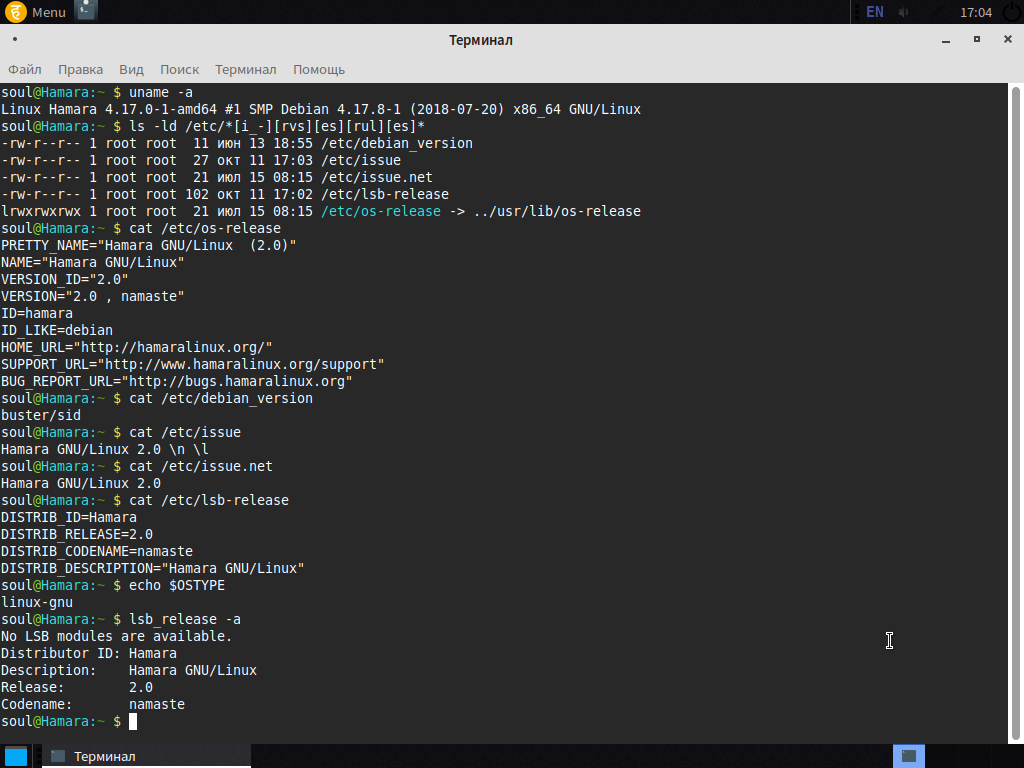 ह Menu EN 17:04
Терминал
Файл Правка Вид Поиск Терминал Помощь
soul@Hamara:~ $ uname -a
Linux Hamara 4.17.0-1-amd64 #1 SMP Debian 4.17.8-1 (2018-07-20) x86_64 GNU/Linux
soul@Hamara:~ $ ls -ld /etc/*[i_-][rvs][es][rul][es]*
-rw-r--r-- 1 root root  11 июн 13 18:55 /etc/debian_version
-rw-r--r-- 1 root root  27 окт 11 17:03 /etc/issue
-rw-r--r-- 1 root root  21 июл 15 08:15 /etc/issue.net
-rw-r--r-- 1 root root 102 окт 11 17:02 /etc/lsb-release
lrwxrwxrwx 1 root root  21 июл 15 08:15 /etc/os-release -> ../usr/lib/os-release
soul@Hamara:~ $ cat /etc/os-release
PRETTY_NAME="Hamara GNU/Linux  (2.0)"
NAME="Hamara GNU/Linux"
VERSION_ID="2.0"
VERSION="2.0 , namaste"
ID=hamara
ID_LIKE=debian
HOME_URL="http://hamaralinux.org/"
SUPPORT_URL="http://www.hamaralinux.org/support"
BUG_REPORT_URL="http://bugs.hamaralinux.org"
soul@Hamara:~ $ cat /etc/debian_version
buster/sid
soul@Hamara:~ $ cat /etc/issue
Hamara GNU/Linux 2.0 \n \l
soul@Hamara:~ $ cat /etc/issue.net
Hamara GNU/Linux 2.0
soul@Hamara:~ $ cat /etc/lsb-release
DISTRIB_ID=Hamara
DISTRIB_RELEASE=2.0
DISTRIB_CODENAME=namaste
DISTRIB_DESCRIPTION="Hamara GNU/Linux"
soul@Hamara:~ $ echo $OSTYPE
linux-gnu
soul@Hamara:~ $ lsb_release -a
No LSB modules are available.
Distributor ID: Hamara
Description:    Hamara GNU/Linux
Release:        2.0
Codename:       namaste
soul@Hamara:~ $
Терминал